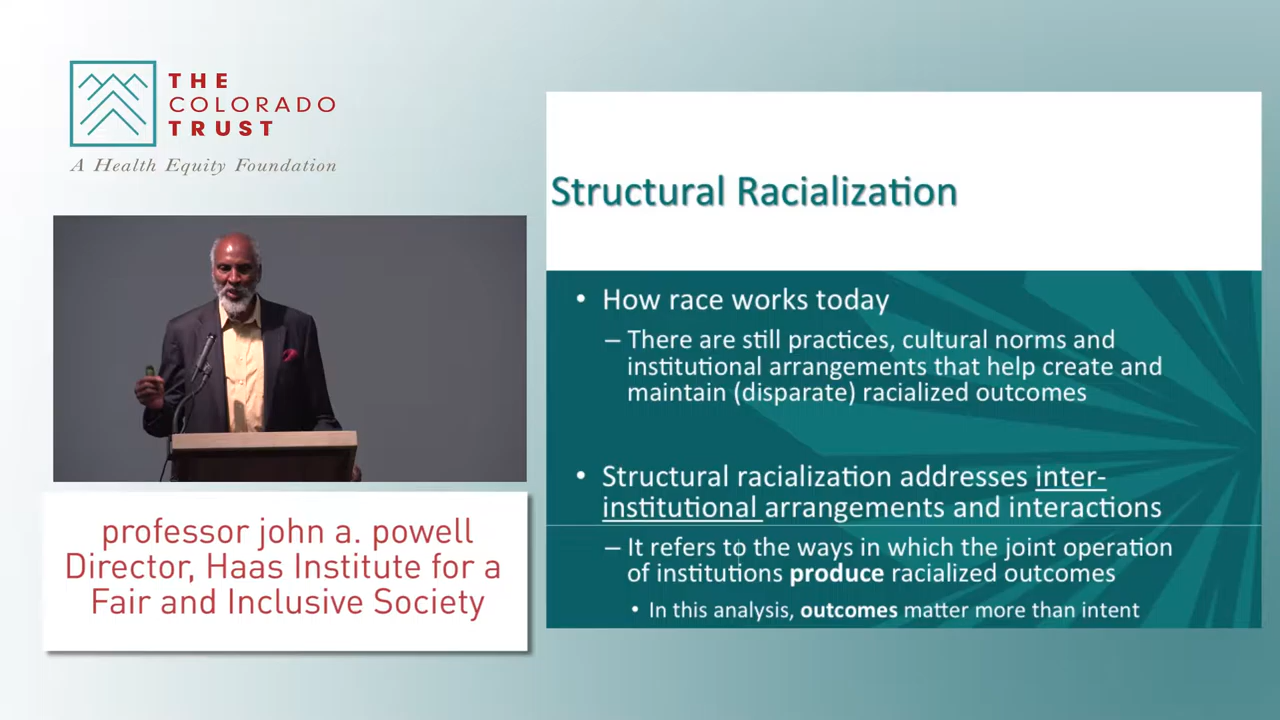 THE
COLORADO
TRUST
A Health Equity Foundation
professor john a. powell
Director, Haas Institute for a
Fair and Inclusive Society
Structural Racialization
• How race works today
– There are still practices, cultural norms and
institutional arrangements that help create and
maintain (disparate) racialized outcomes
• Structural racialization addresses inter-
institutional arrangements and interactions
– It refers to the ways in which the joint operation
of institutions produce racialized outcomes
• In this analysis, outcomes matter more than intent